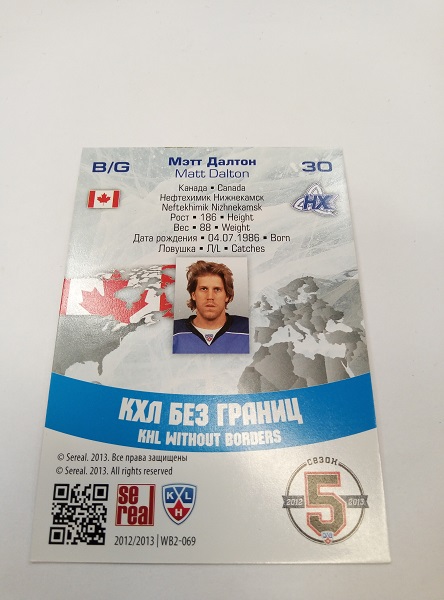 В/G Мэтт Далтон 30
Matt Dalton
Канада • Canada
Нефтехимик Нижнекамск
Neftekhimik Nizhnekamsk
НХ
Рост • 186 • Height
Вес • 88 • Weight
Дата рождения • 04.07.1986 • Born
Ловушка • Л/L • Catches
КХЛ БЕЗ ГРАНИЦ
KHL WITHOUT BORDERS
© Sereal. 2013. Все права защищены
© Sereal. 2013. All rights reserved
СЕЗОН
2012 5 2013
se real
KHL
2012/2013 | WB2-069